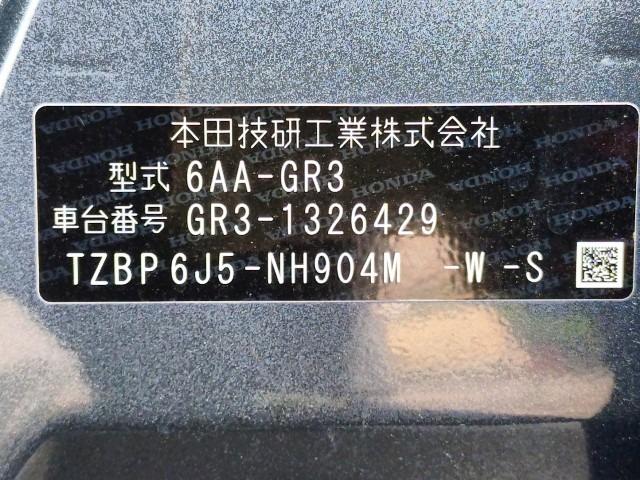 本田技研工業株式会社
型式 6AA-GR3
車台番号 GR3-1326429
TZBP 6J5-NH904M -W -S